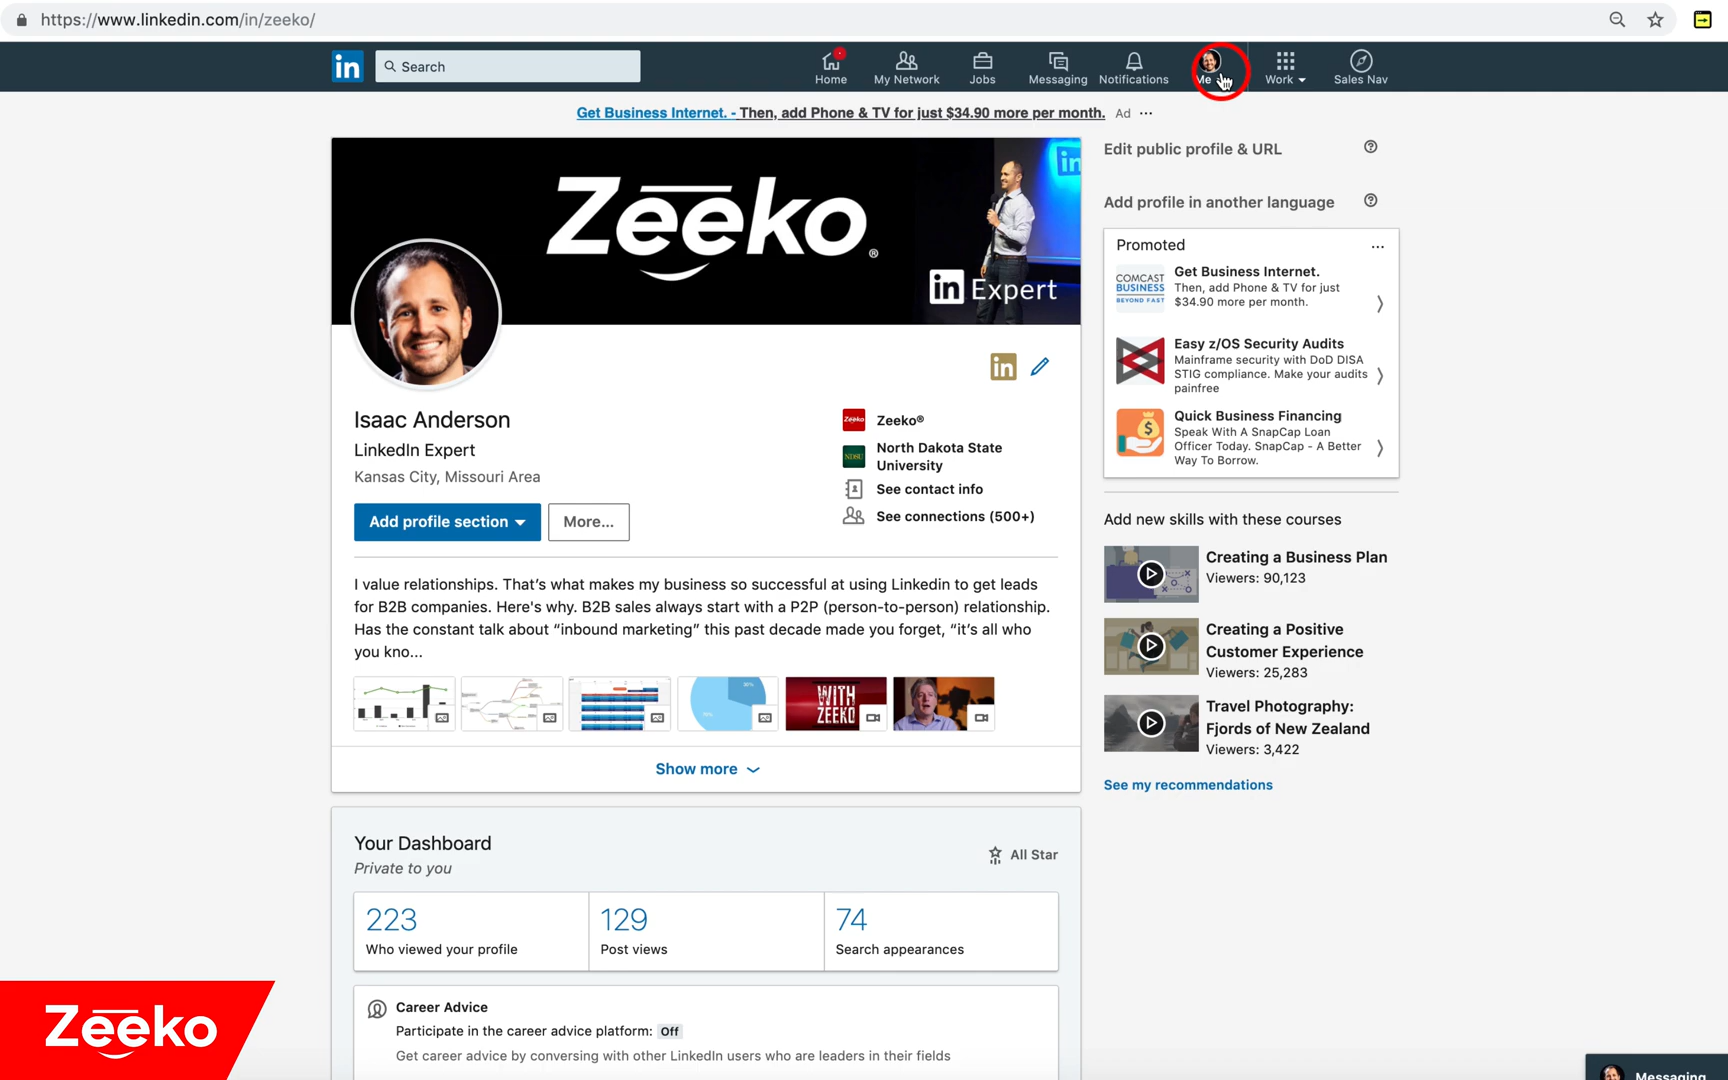 https://www.linkedin.com/in/zeeko/
in
Search
Home
My Network
Jobs
Messaging
Notifications
Me
Work
Sales Nav
Get Business Internet. - Then, add Phone & TV for just $34.90 more per month. Ad ...
Zeeko®
in
in Expert
Edit public profile & URL
Add profile in another language
Promoted
...
COMCAST
BUSINESS
BEYOND FAST
Get Business Internet.
Then, add Phone & TV for just
$34.90 more per month.
Easy z/OS Security Audits
Mainframe security with DoD DISA
STIG compliance. Make your audits
painfree
Quick Business Financing
Speak With A SnapCap Loan
Officer Today. SnapCap - A Better
Way To Borrow.
in
Isaac Anderson
LinkedIn Expert
Kansas City, Missouri Area
Add profile section
More...
Zeeko
Zeeko®
NDSU
North Dakota State
University
See contact info
See connections (500+)
I value relationships. That’s what makes my business so successful at using Linkedin to get leads
for B2B companies. Here's why. B2B sales always start with a P2P (person-to-person) relationship.
Has the constant talk about “inbound marketing” this past decade made you forget, “it’s all who
you kno...
WITH
ZEEKO
Show more
Add new skills with these courses
Creating a Business Plan
Viewers: 90,123
Creating a Positive
Customer Experience
Viewers: 25,283
Travel Photography:
Fjords of New Zealand
Viewers: 3,422
See my recommendations
Your Dashboard
Private to you
All Star
223
Who viewed your profile
129
Post views
74
Search appearances
Career Advice
Participate in the career advice platform: Off
Get career advice by conversing with other LinkedIn users who are leaders in their fields
Zeeko
Messaging